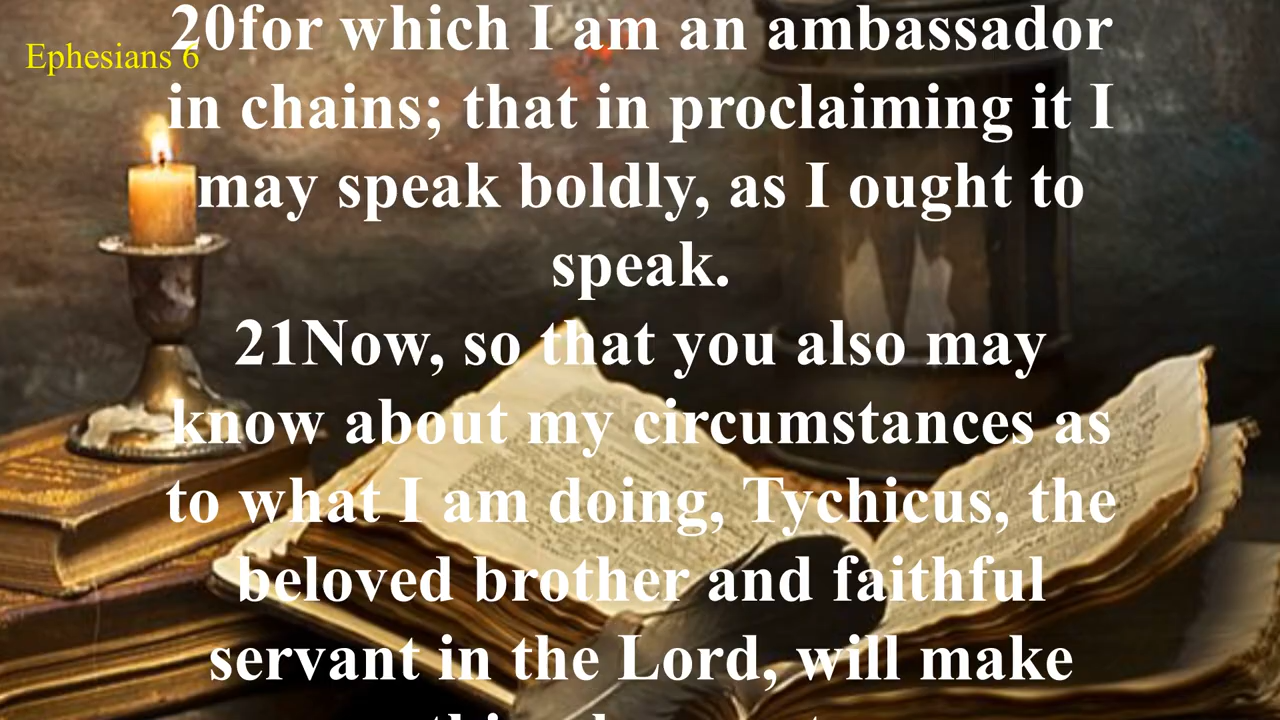 Ephesians 6
20for which I am an ambassador
in chains; that in proclaiming it I
may speak boldly, as I ought to
speak.
21Now, so that you also may
know about my circumstances as
to what I am doing, Tychicus, the
beloved brother and faithful
servant in the Lord, will make